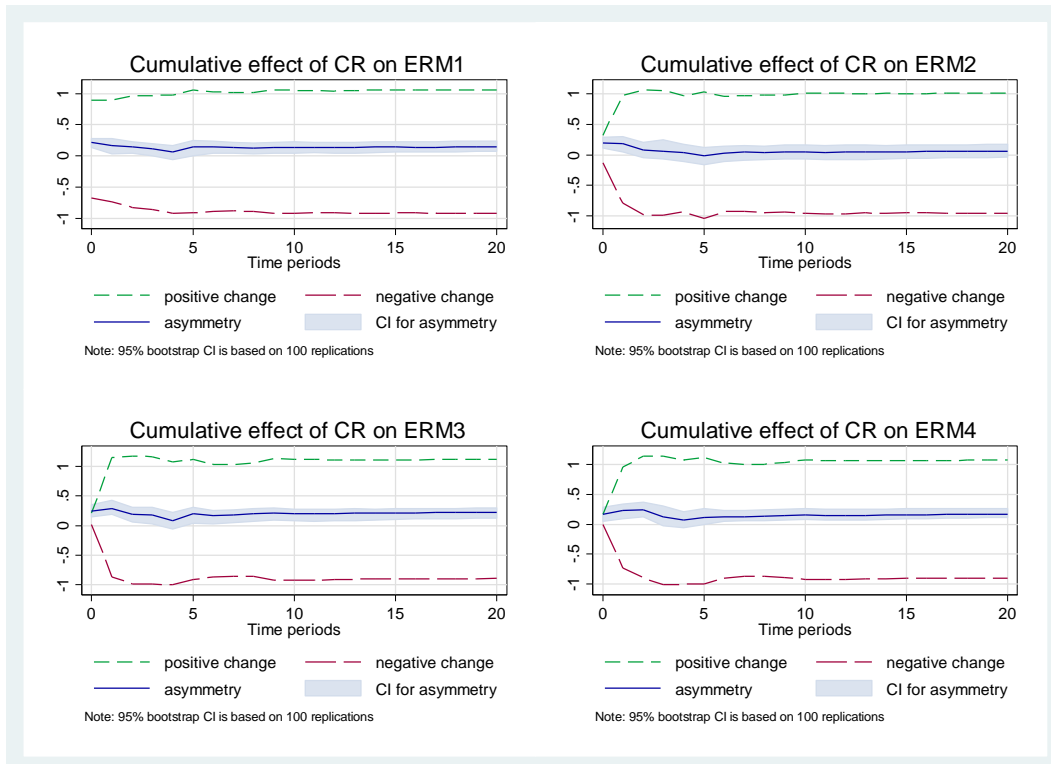 Cumulative effect of CR on ERM1
1
.5
0
-.5
-1
0 5 10 15 20
Time periods
positive change negative change
asymmetry CI for asymmetry
Note: 95% bootstrap CI is based on 100 replications
Cumulative effect of CR on ERM2
1
.5
0
-.5
-1
0 5 10 15 20
Time periods
positive change negative change
asymmetry CI for asymmetry
Note: 95% bootstrap CI is based on 100 replications
Cumulative effect of CR on ERM3
1
.5
0
-.5
-1
0 5 10 15 20
Time periods
positive change negative change
asymmetry CI for asymmetry
Note: 95% bootstrap CI is based on 100 replications
Cumulative effect of CR on ERM4
1
.5
0
-.5
-1
0 5 10 15 20
Time periods
positive change negative change
asymmetry CI for asymmetry
Note: 95% bootstrap CI is based on 100 replications